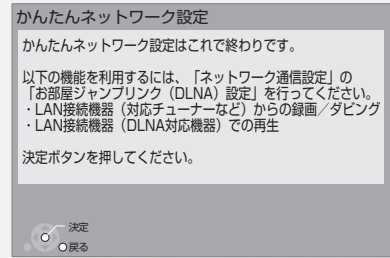 かんたんネットワーク設定
かんたんネットワーク設定はこれで終わりです。
以下の機能を利用するには、「ネットワーク通信設定」の
「お部屋ジャンプリンク（DLNA）設定」を行ってください。
・LAN接続機器（対応チューナーなど）からの録画／ダビング
・LAN接続機器（DLNA対応機器）での再生
決定ボタンを押してください。
決定
戻る